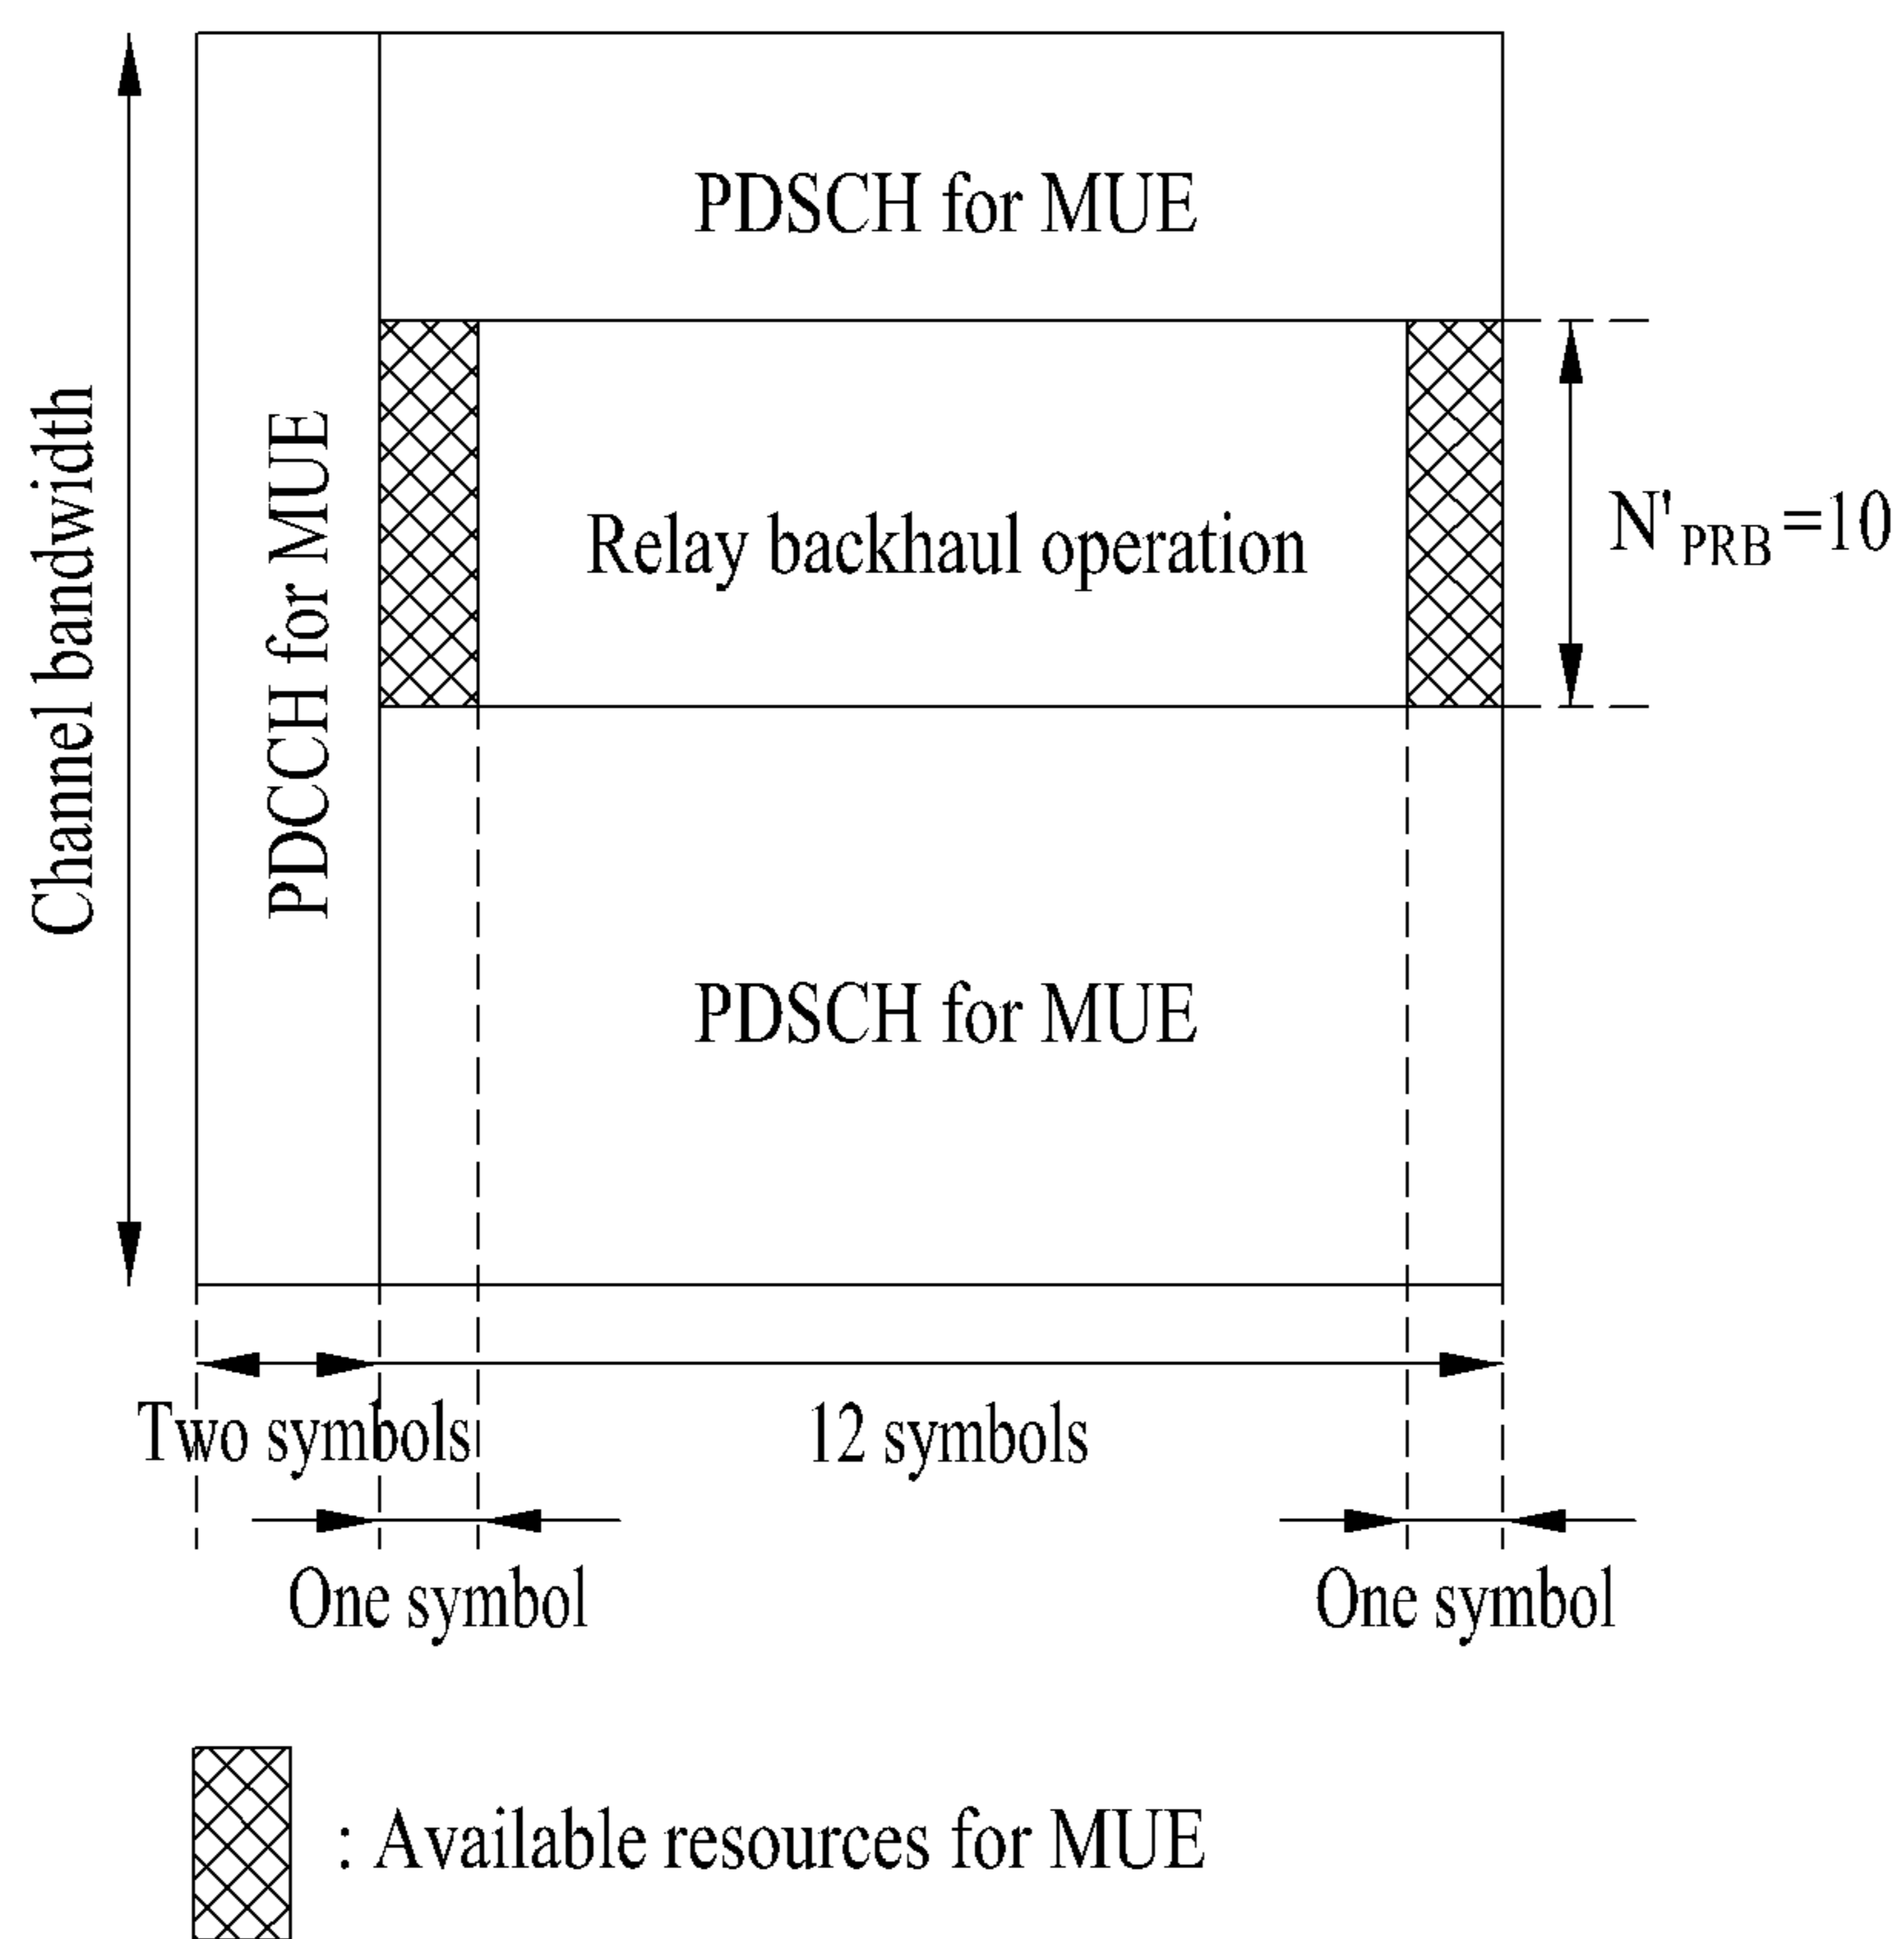 Channel bandwidth
PDCCH for MUE
PDSCH for MUE
Relay backhaul operation
N'PRB=10
PDSCH for MUE
Two symbols
12 symbols
One symbol
One symbol
: Available resources for MUE